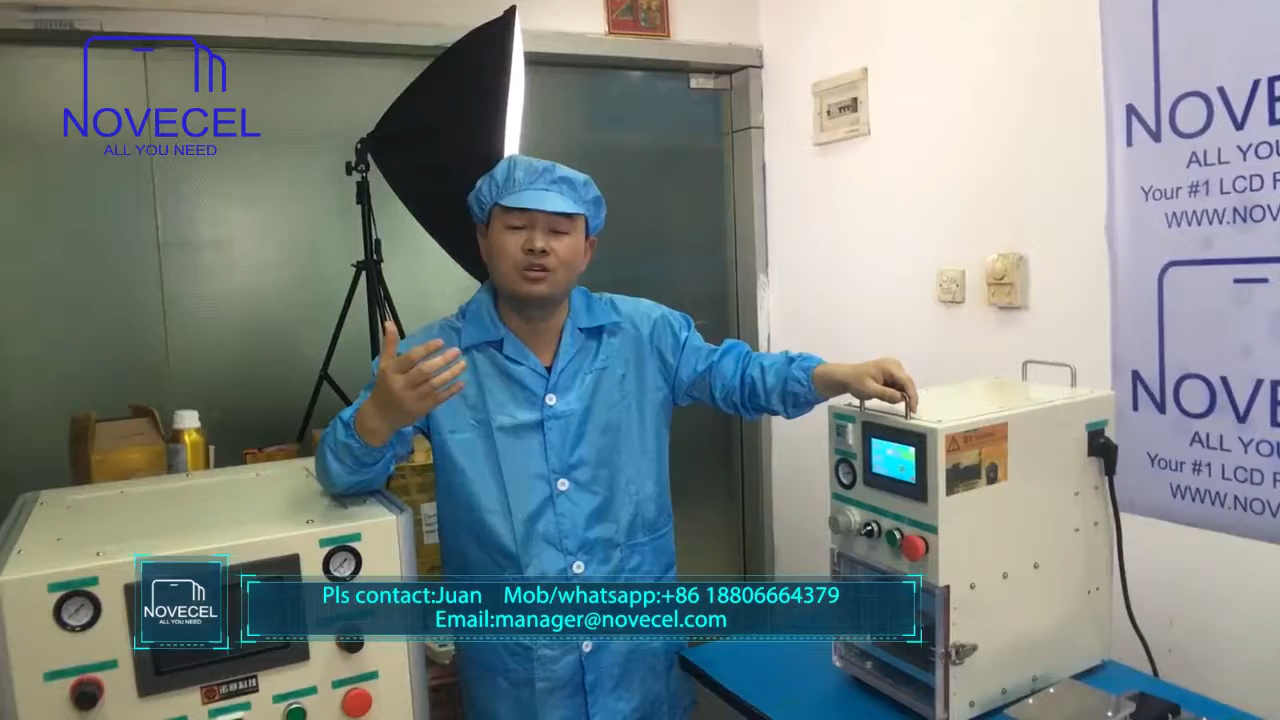 NOVECEL
ALL YOU NEED
NOVE
ALL YOU
Your #1 LCD
WWW.NOV
NOVE
ALL YOU
Your #1 LCD
WWW.NOV
NOVECEL
ALL YOU NEED
Pls contact:Juan Mob/whatsapp:+86 18806664379
Email:manager@novecel.com